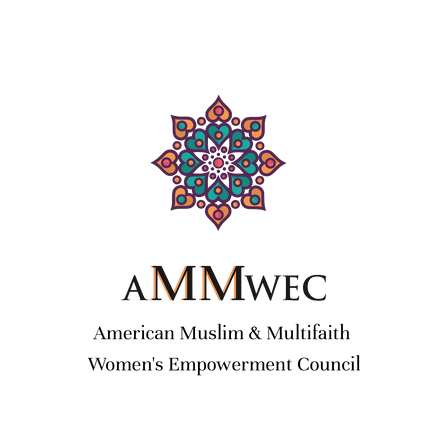 AMMWEC
American Muslim & Multifaith
Women's Empowerment Council